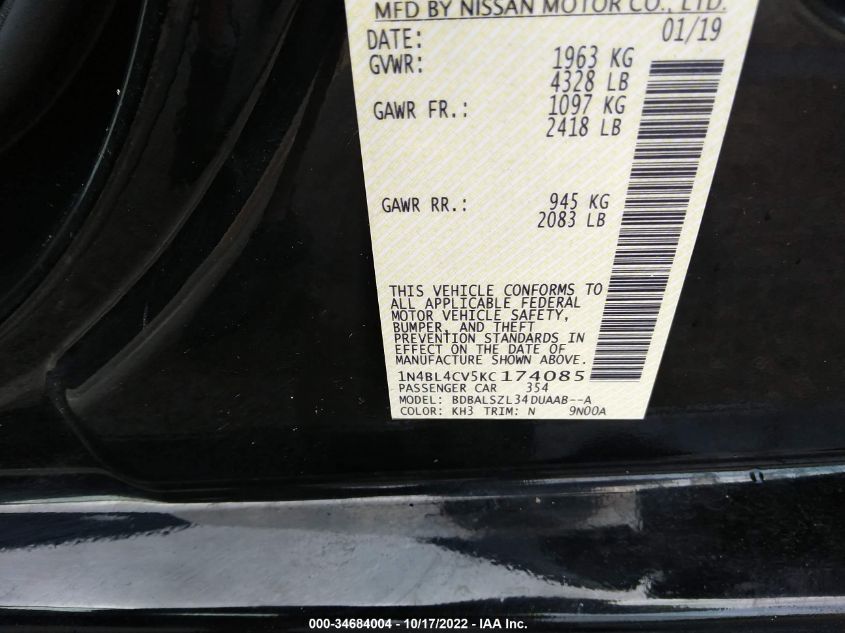 MFD BY NISSAN MOTOR CO., LTD.
DATE: 01/19
GVWR: 1963 KG
4328 LB
GAWR FR.: 1097 KG
2418 LB
GAWR RR.: 945 KG
2083 LB
THIS VEHICLE CONFORMS TO
ALL APPLICABLE FEDERAL
MOTOR VEHICLE SAFETY,
BUMPER, AND THEFT
PREVENTION STANDARDS IN
EFFECT ON THE DATE OF
MANUFACTURE SHOWN ABOVE.
1N4BL4CV5KC174085
PASSENGER CAR 354
MODEL: BDBALSZL34DUAAB--A
COLOR: KH3 TRIM: N 9N00A
000-34684004 - 10/17/2022 - IAA Inc.